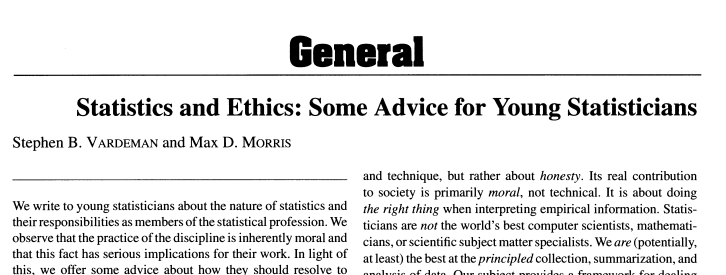 General
Statistics and Ethics: Some Advice for Young Statisticians
Stephen B. VARDEMAN and Max D. MORRIS
We write to young statisticians about the nature of statistics and
their responsibilities as members of the statistical profession. We
observe that the practice of the discipline is inherently moral and
that this fact has serious implications for their work. In light of
this, we offer some advice about how they should resolve to
and technique, but rather about honesty. Its real contribution
to society is primarily moral, not technical. It is about doing
the right thing when interpreting empirical information. Statis-
ticians are not the world's best computer scientists, mathemati-
cians, or scientific subject matter specialists. We are (potentially,
at least) the best at the principled collection, summarization, and
analysis of data. Our subject provides a framework for dealing